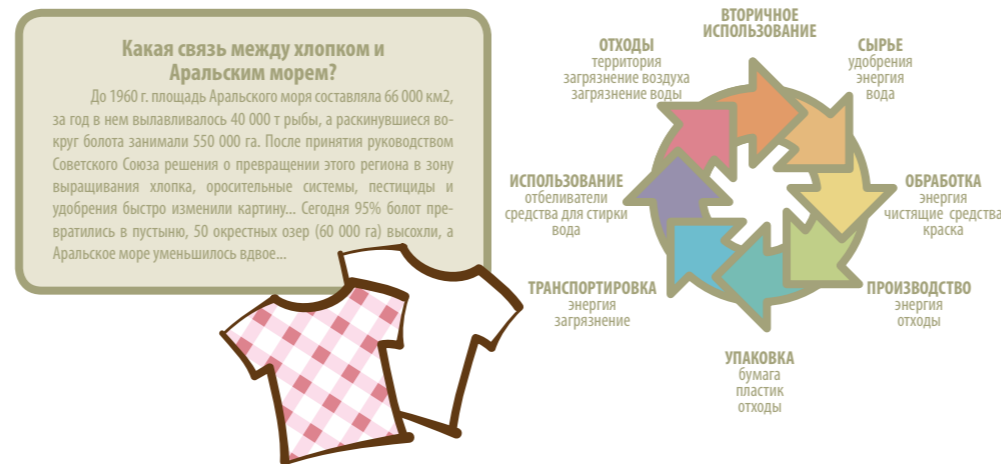 Какая связь между хлопком и
Аральским морем?
До 1960 г. площадь Аральского моря составляла 66 000 км2,
за год в нем вылавливалось 40 000 т рыбы, а раскинувшиеся во-
круг болота занимали 550 000 га. После принятия руководством
Советского Союза решения о превращении этого региона в зону
выращивания хлопка, оросительные системы, пестициды и
удобрения быстро изменили картину... Сегодня 95% болот пре-
вратились в пустыню, 50 окрестных озер (60 000 га) высохли, а
Аральское море уменьшилось вдвое...
ВТОРИЧНОЕ
ИСПОЛЬЗОВАНИЕ
СЫРЬЕ
удобрения
энергия
вода
ОБРАБОТКА
энергия
чистящие средства
краска
ПРОИЗВОДСТВО
энергия
отходы
УПАКОВКА
бумага
пластик
отходы
ТРАНСПОРТИРОВКА
энергия
загрязнение
ИСПОЛЬЗОВАНИЕ
отбеливатели
средства для стирки
вода
ОТХОДЫ
территория
загрязнение воздуха
загрязнение воды